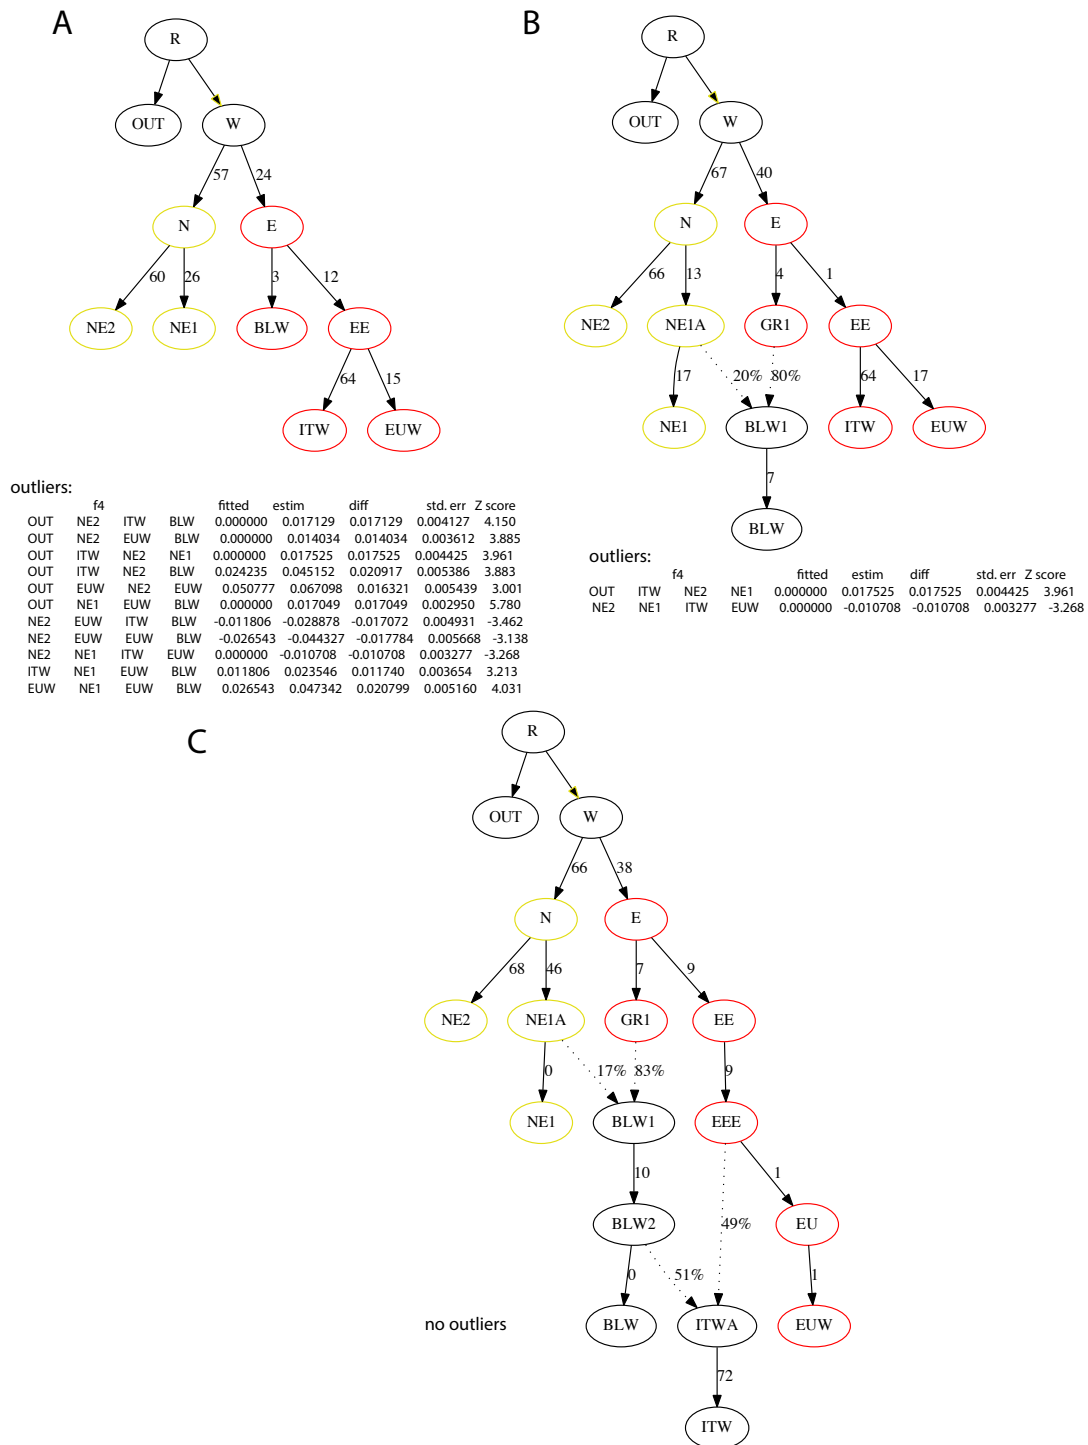 A
B
R
R
OUT
W
OUT
W
57
24
67
40
N
E
N
E
60
26
3
12
66
13
4
1
NE2
NE1
BLW
EE
NE2
NE1A
GR1
EE
64
15
17
20%
80%
64
17
ITW
EUW
NE1
BLW1
ITW
EUW
7
BLW
outliers:
f4 fitted estim diff std. err Z score
OUT NE2 ITW BLW 0.000000 0.017129 0.017129 0.004127 4.150
OUT NE2 EUW BLW 0.000000 0.014034 0.014034 0.003612 3.885
OUT ITW NE2 NE1 0.000000 0.017525 0.017525 0.004425 3.961
OUT ITW NE2 BLW 0.024235 0.045152 0.020917 0.005386 3.883
OUT EUW NE2 EUW 0.050777 0.067098 0.016321 0.005439 3.001
OUT NE1 EUW BLW 0.000000 0.017049 0.017049 0.002950 5.780
NE2 EUW ITW BLW -0.011806 -0.028878 -0.017072 0.004931 -3.462
NE2 EUW EUW BLW -0.026543 -0.044327 -0.017784 0.005668 -3.138
NE2 NE1 ITW EUW 0.000000 -0.010708 -0.010708 0.003277 -3.268
ITW NE1 EUW BLW 0.011806 0.023546 0.011740 0.003654 3.213
EUW NE1 EUW BLW 0.026543 0.047342 0.020799 0.005160 4.031
outliers:
f4 fitted estim diff std. err Z score
OUT ITW NE2 NE1 0.000000 0.017525 0.017525 0.004425 3.961
NE2 NE1 ITW EUW 0.000000 -0.010708 -0.010708 0.003277 -3.268
C
R
OUT
W
66
38
N
E
68
46
7
9
NE2
NE1A
GR1
EE
0
17%
83%
9
NE1
BLW1
EEE
10
1
BLW2
49%
EU
0
51%
1
no outliers
BLW
ITWA
EUW
72
ITW